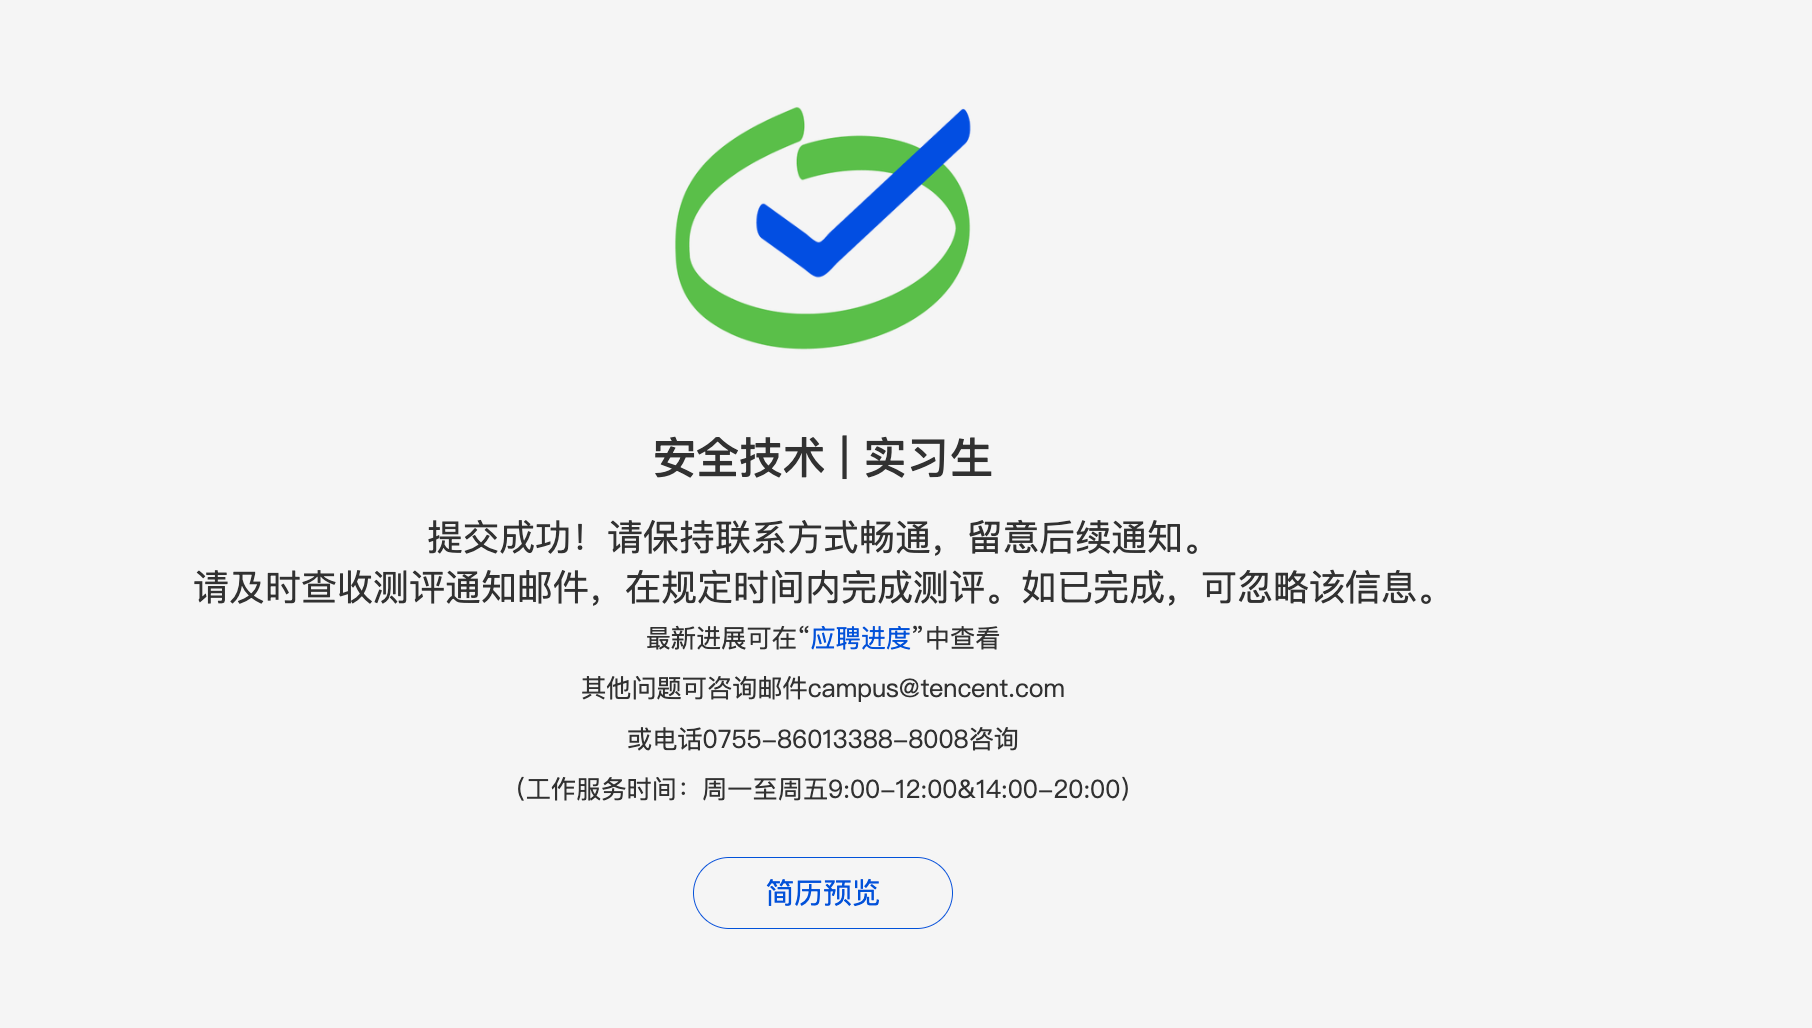 安全技术 | 实习生
提交成功！请保持联系方式畅通，留意后续通知。
请及时查收测评通知邮件，在规定时间内完成测评。如已完成，可忽略该信息。
最新进展可在“应聘进度”中查看
其他问题可咨询邮件campus@tencent.com
或电话0755-86013388-8008咨询
（工作服务时间：周一至周五9:00-12:00&14:00-20:00）
简历预览